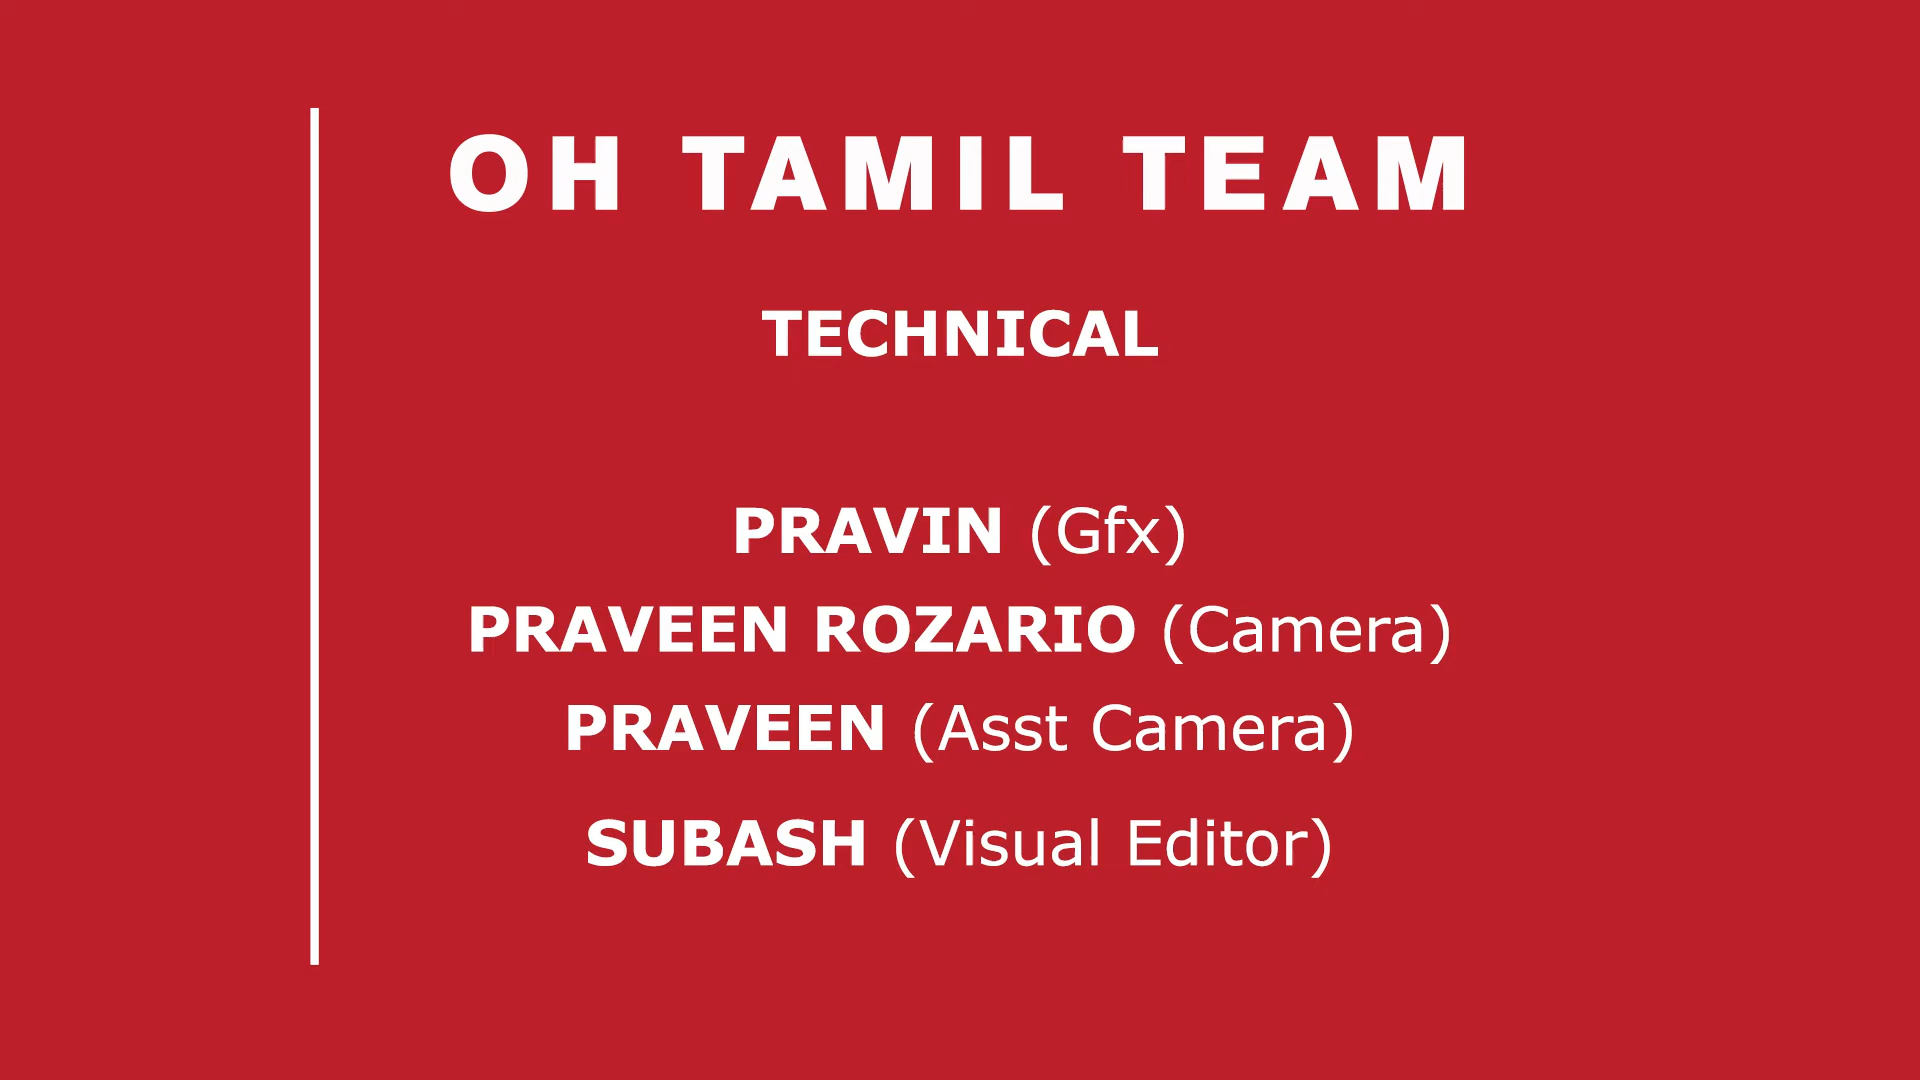 OH TAMIL TEAM
TECHNICAL
PRAVIN (Gfx)
PRAVEEN ROZARIO (Camera)
PRAVEEN (Asst Camera)
SUBASH (Visual Editor)